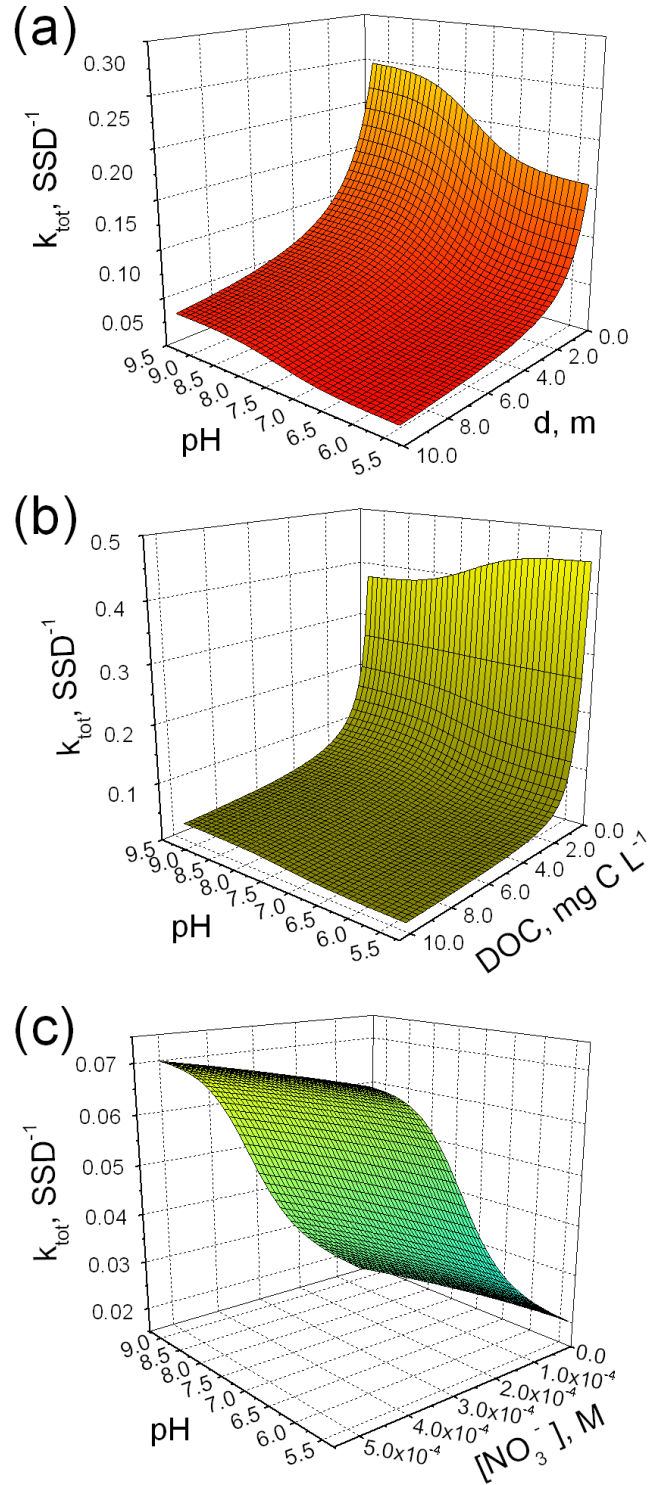 (a)
k_tot, SSD⁻¹
0.30
0.25
0.20
0.15
0.10
0.05
9.5 9.0 8.5 8.0 7.5 7.0 6.5 6.0 5.5
pH
10.0 8.0 6.0 4.0 2.0 0.0
d, m
(b)
k_tot, SSD⁻¹
0.5
0.4
0.3
0.2
0.1
9.5 9.0 8.5 8.0 7.5 7.0 6.5 6.0 5.5
pH
10.0 8.0 6.0 4.0 2.0 0.0
DOC, mg C L⁻¹
(c)
k_tot, SSD⁻¹
0.07
0.06
0.05
0.04
0.03
0.02
9.0 8.5 8.0 7.5 7.0 6.5 6.0 5.5
pH
5.0x10⁻⁴ 4.0x10⁻⁴ 3.0x10⁻⁴ 2.0x10⁻⁴ 1.0x10⁻⁴ 0.0
[NO₃⁻], M